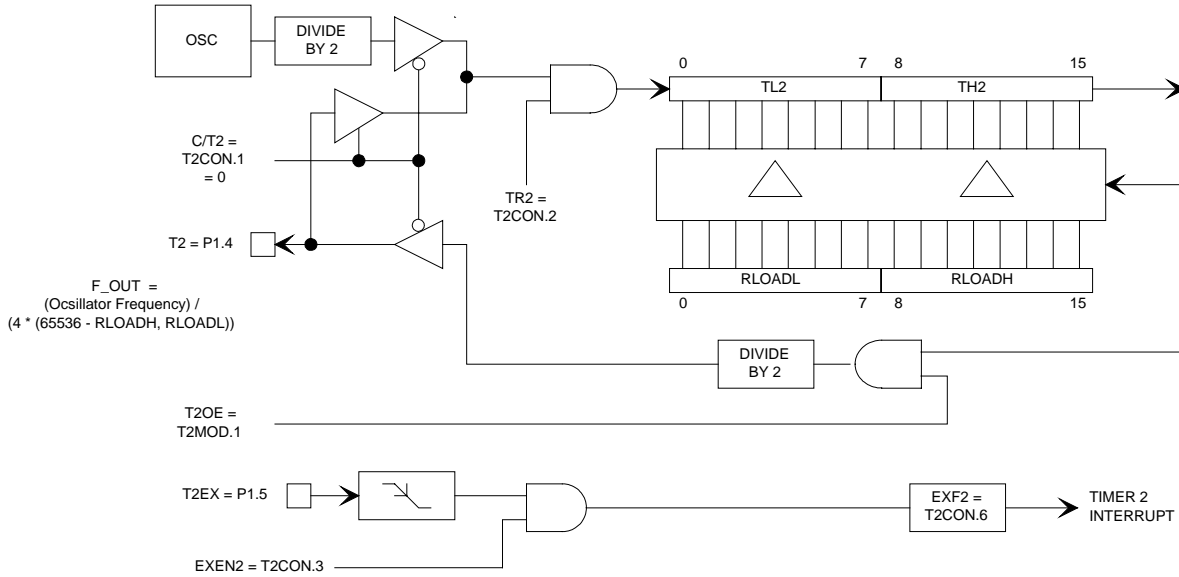 OSC
DIVIDE
BY 2
0
7
8
15
TL2
TH2
C/T2 =
T2CON.1
= 0
TR2 =
T2CON.2
T2 = P1.4
RLOADL
RLOADH
0
7
8
15
F_OUT =
(Ocsillator Frequency) /
(4 * (65536 - RLOADH, RLOADL))
DIVIDE
BY 2
T2OE =
T2MOD.1
T2EX = P1.5
EXF2 =
T2CON.6
TIMER 2
INTERRUPT
EXEN2 = T2CON.3